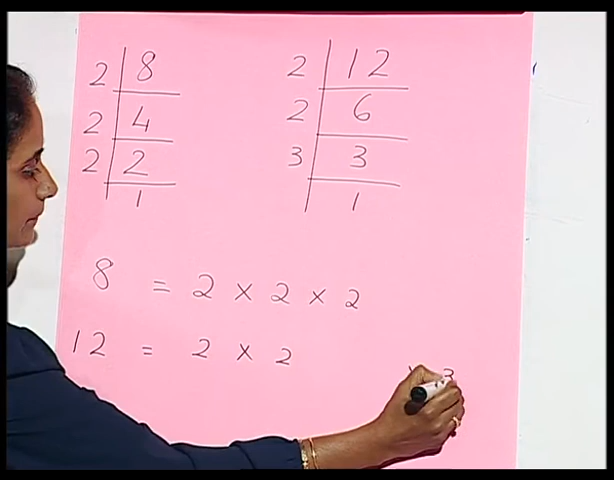 2 | 8
2 | 4
2 | 2
1
2 | 12
2 | 6
3 | 3
1
8 = 2 × 2 × 2
12 = 2 × 2 3